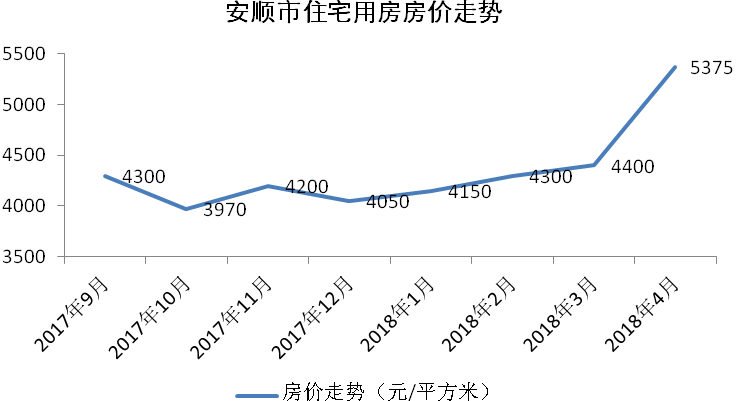 安顺市住宅用房房价走势
5500
5000
4500
4000
3500
4300
3970
4200
4050
4150
4300
4400
5375
2017年9月
2017年10月
2017年11月
2017年12月
2018年1月
2018年2月
2018年3月
2018年4月
房价走势（元/平方米）